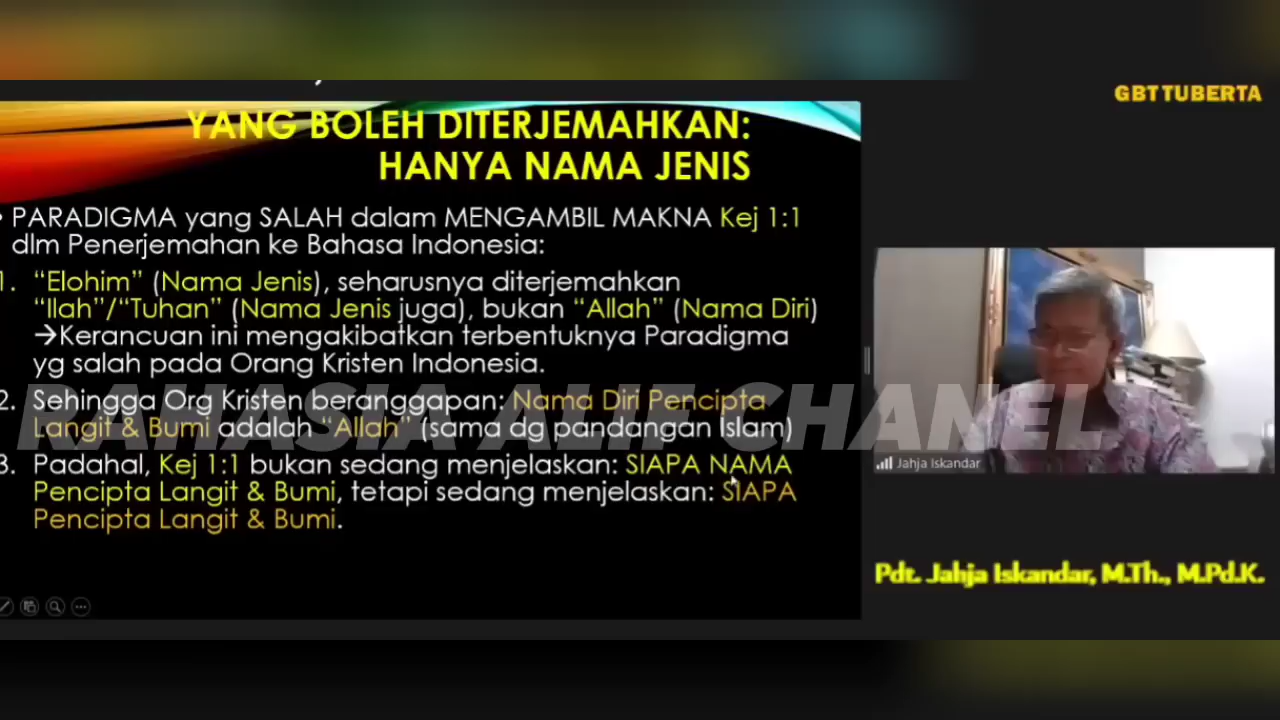 GBT TUBERTA
YANG BOLEH DITERJEMAHKAN:
HANYA NAMA JENIS
• PARADIGMA yang SALAH dalam MENGAMBIL MAKNA Kej 1:1
dlm Penerjemahan ke Bahasa Indonesia:
1. “Elohim” (Nama Jenis), seharusnya diterjemahkan
“Ilah”/“Tuhan” (Nama Jenis juga), bukan “Allah” (Nama Diri)
→Kerancuan ini mengakibatkan terbentuknya Paradigma
yg salah pada Orang Kristen Indonesia.
2. Sehingga Org Kristen beranggapan: Nama Diri Pencipta
Langit & Bumi adalah “Allah” (sama dg pandangan Islam)
3. Padahal, Kej 1:1 bukan sedang menjelaskan: SIAPA NAMA
Pencipta Langit & Bumi, tetapi sedang menjelaskan: SIAPA
Pencipta Langit & Bumi.
RAHASIA ALIF CHANEL
Jahja Iskandar
Pdt. Jahja Iskandar, M.Th., M.Pd.K.